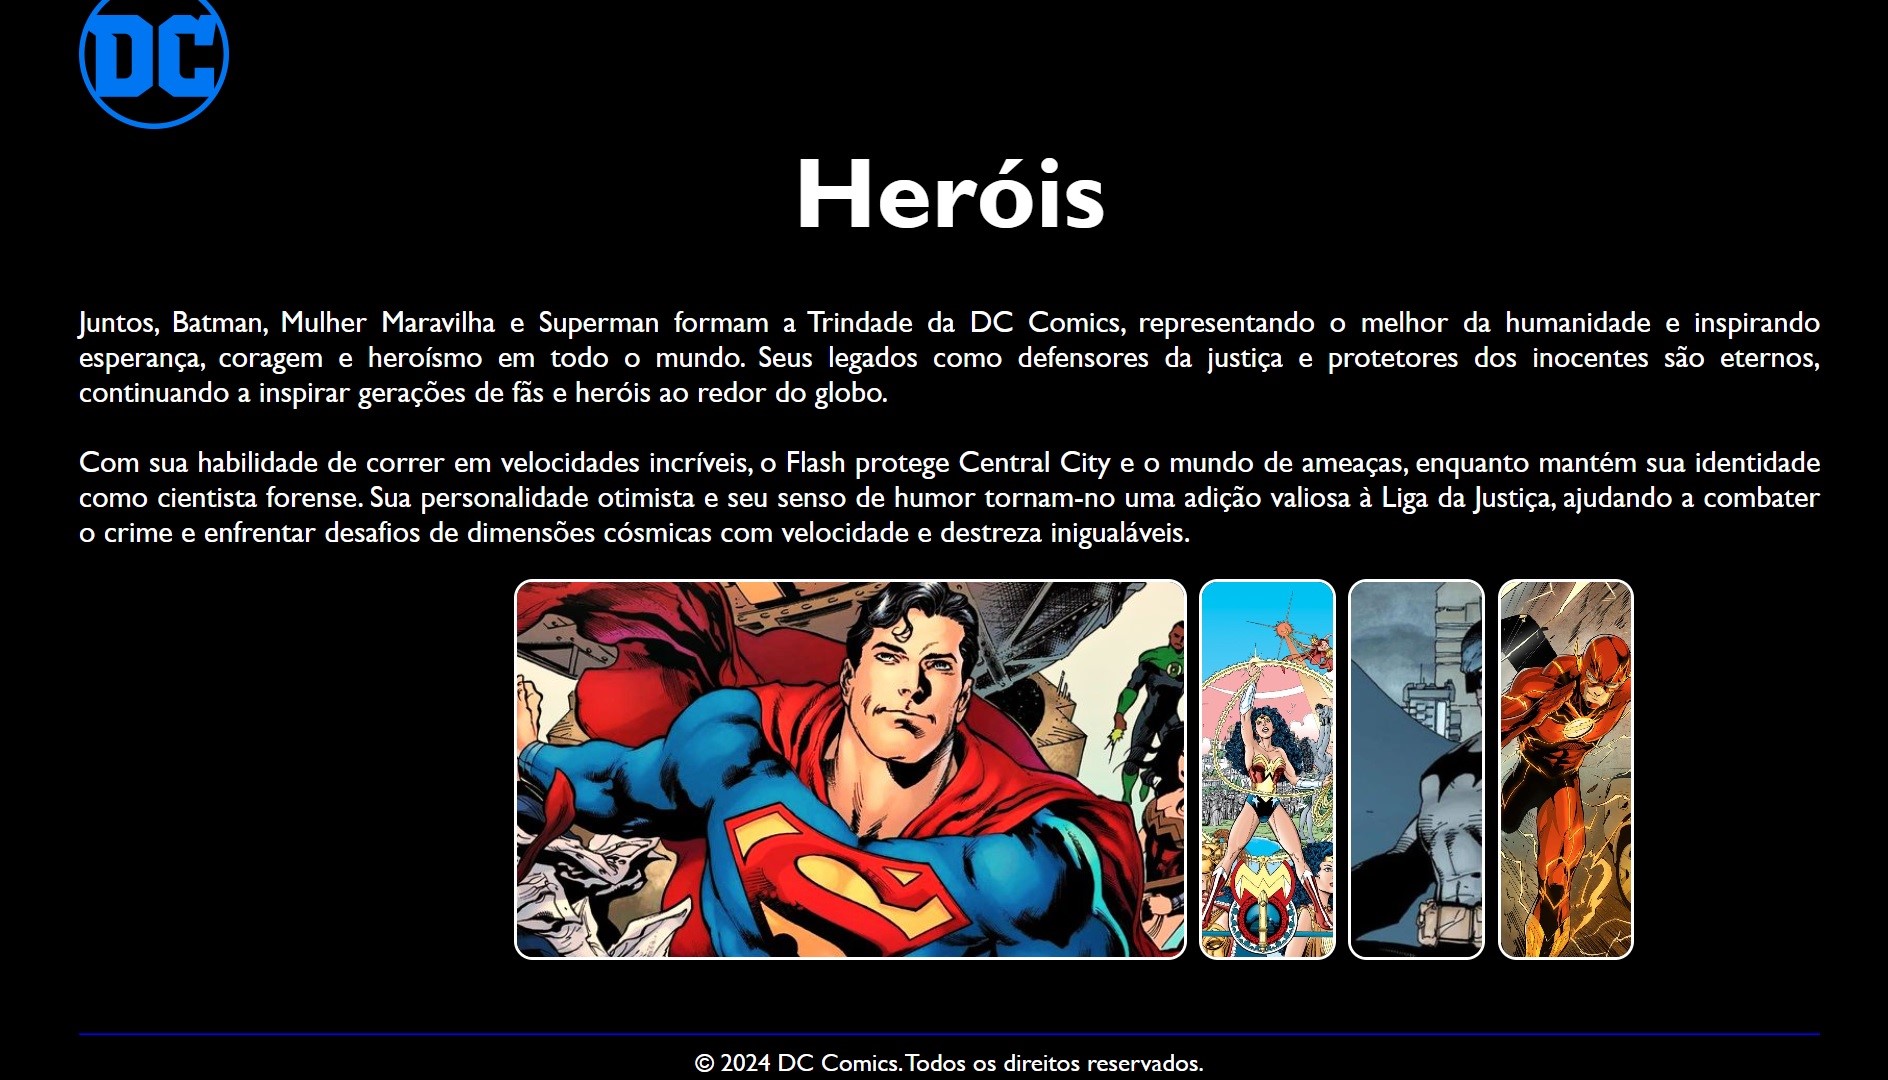 DC
Heróis
Juntos, Batman, Mulher Maravilha e Superman formam a Trindade da DC Comics, representando o melhor da humanidade e inspirando
esperança, coragem e heroísmo em todo o mundo. Seus legados como defensores da justiça e protetores dos inocentes são eternos,
continuando a inspirar gerações de fãs e heróis ao redor do globo.
Com sua habilidade de correr em velocidades incríveis, o Flash protege Central City e o mundo de ameaças, enquanto mantém sua identidade
como cientista forense. Sua personalidade otimista e seu senso de humor tornam-no uma adição valiosa à Liga da Justiça, ajudando a combater
o crime e enfrentar desafios de dimensões cósmicas com velocidade e destreza inigualáveis.
S
© 2024 DC Comics. Todos os direitos reservados.